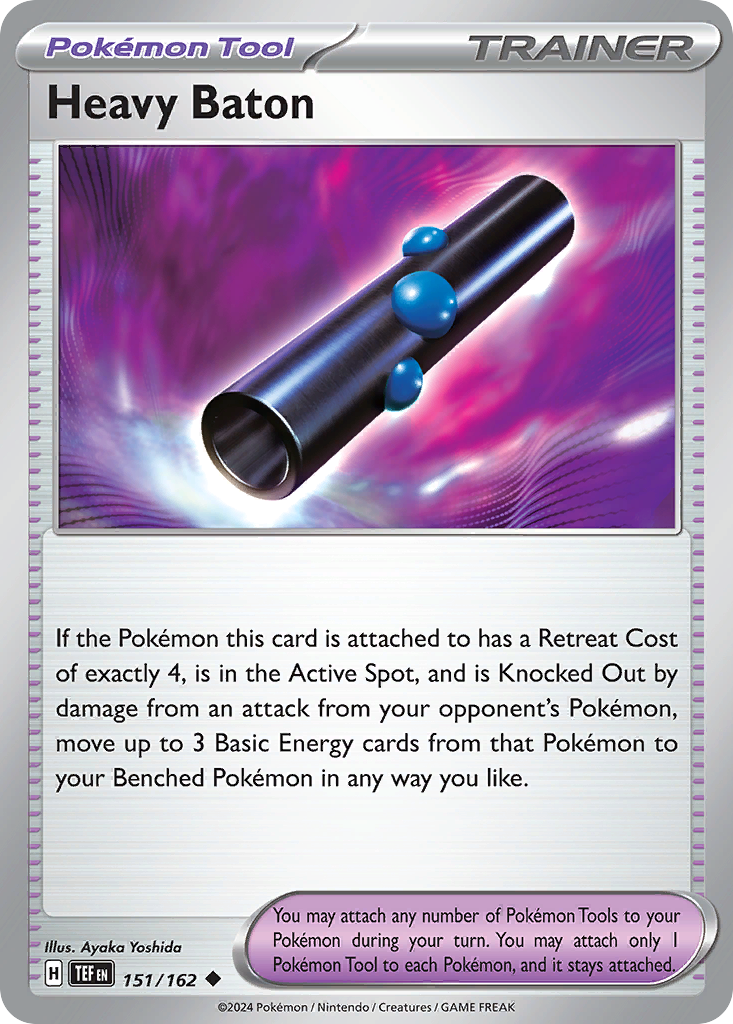 Pokémon Tool
TRAINER
Heavy Baton
If the Pokémon this card is attached to has a Retreat Cost
of exactly 4, is in the Active Spot, and is Knocked Out by
damage from an attack from your opponent's Pokémon,
move up to 3 Basic Energy cards from that Pokémon to
your Benched Pokémon in any way you like.
You may attach any number of Pokémon Tools to your
Pokémon during your turn. You may attach only 1
Pokémon Tool to each Pokémon, and it stays attached.
Illus. Ayaka Yoshida
H TEF EN 151/162
©2024 Pokémon / Nintendo / Creatures / GAME FREAK